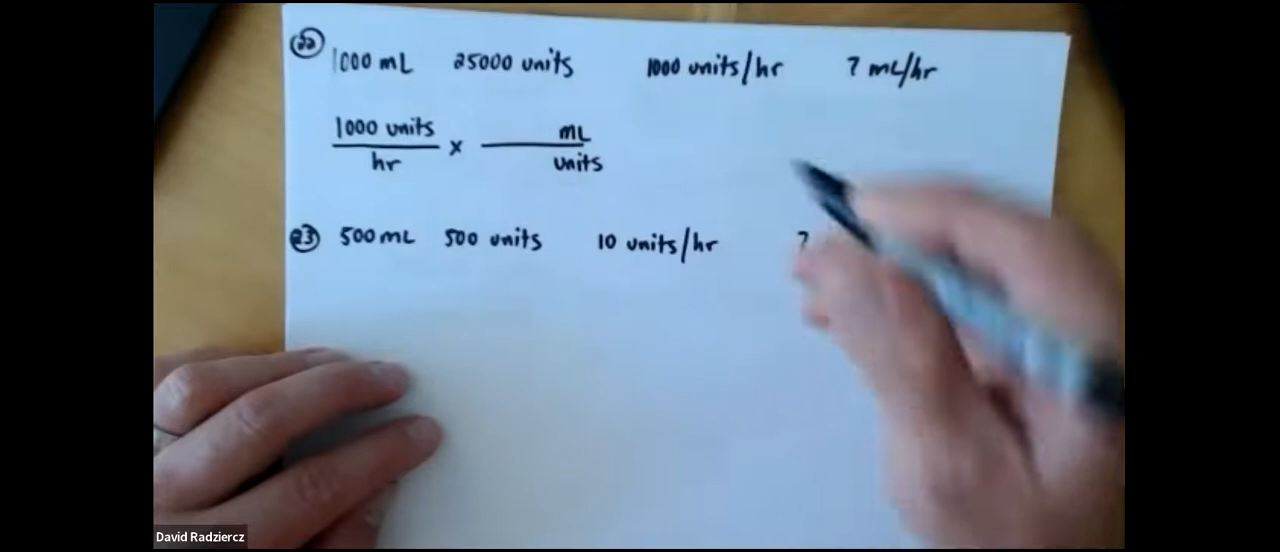 22 1000 mL 25000 units 1000 units/hr ? mL/hr
1000 units / hr x mL / units
23 500 mL 500 units 10 units/hr ?
David Radziercz